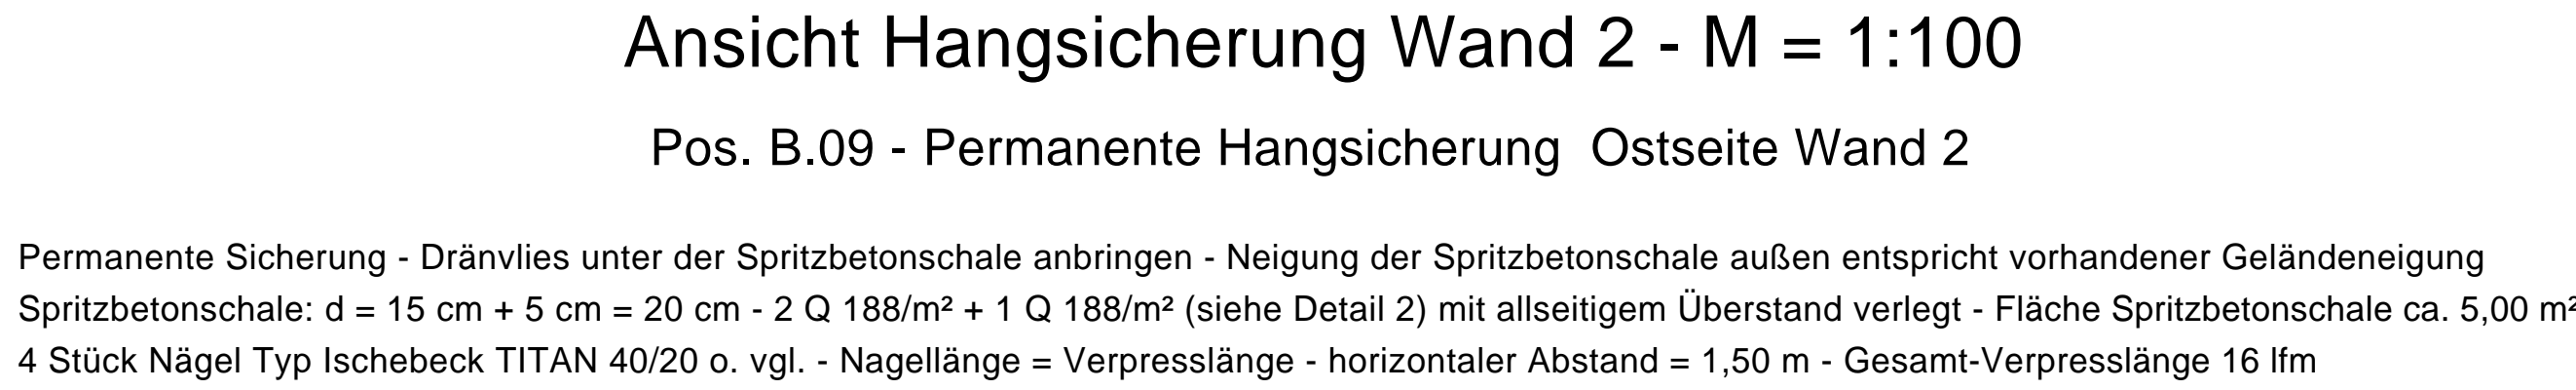 Ansicht Hangsicherung Wand 2 - M = 1:100
Pos. B.09 - Permanente Hangsicherung  Ostseite Wand 2
Permanente Sicherung - Dränvlies unter der Spritzbetonschale anbringen - Neigung der Spritzbetonschale außen entspricht vorhandener Geländeneigung
Spritzbetonschale: d = 15 cm + 5 cm = 20 cm - 2 Q 188/m² + 1 Q 188/m² (siehe Detail 2) mit allseitigem Überstand verlegt - Fläche Spritzbetonschale ca. 5,00 m²
4 Stück Nägel Typ Ischebeck TITAN 40/20 o. vgl. - Nagellänge = Verpresslänge - horizontaler Abstand = 1,50 m - Gesamt-Verpresslänge 16 lfm